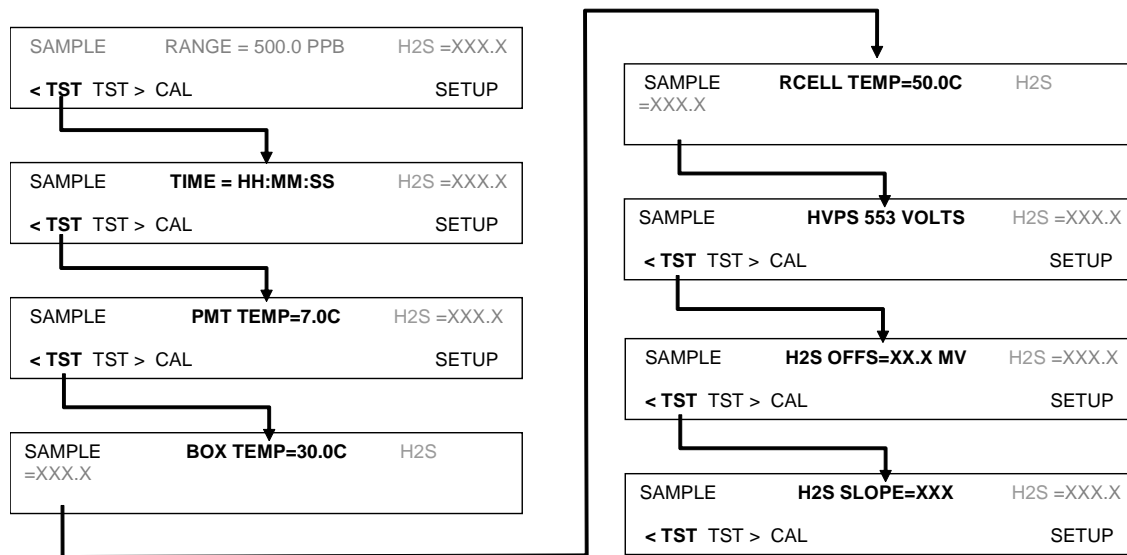 SAMPLE RANGE = 500.0 PPB H2S =XXX.X
< TST TST > CAL SETUP
SAMPLE TIME = HH:MM:SS H2S =XXX.X
< TST TST > CAL SETUP
SAMPLE PMT TEMP=7.0C H2S =XXX.X
< TST TST > CAL SETUP
SAMPLE BOX TEMP=30.0C H2S
=XXX.X
SAMPLE RCELL TEMP=50.0C H2S
=XXX.X
SAMPLE HVPS 553 VOLTS H2S =XXX.X
< TST TST > CAL SETUP
SAMPLE H2S OFFS=XX.X MV H2S =XXX.X
< TST TST > CAL SETUP
SAMPLE H2S SLOPE=XXX H2S =XXX.X
< TST TST > CAL SETUP